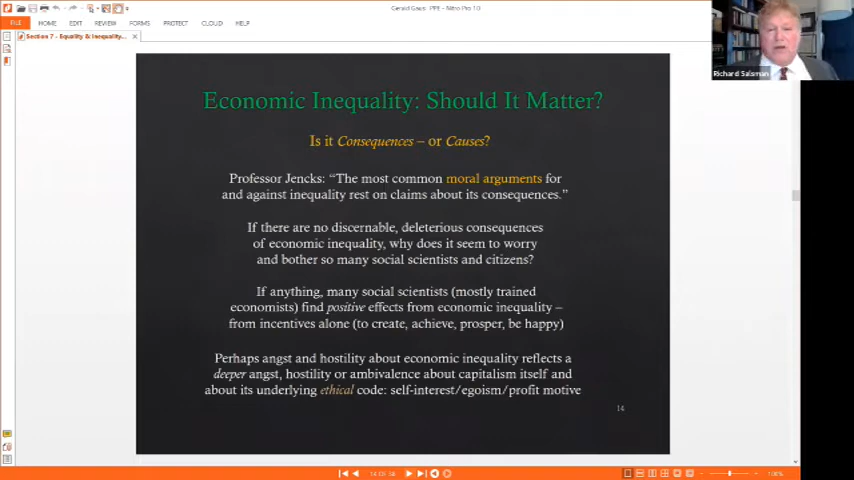 Gerald Gaus: PPE - Nitro Pro 10
FILE HOME EDIT REVIEW FORMS PROTECT CLOUD HELP
Section 7 - Equality & Inequality...
Richard Salsman
Economic Inequality: Should It Matter?
Is it Consequences – or Causes?
Professor Jencks: “The most common moral arguments for
and against inequality rest on claims about its consequences.”
If there are no discernable, deleterious consequences
of economic inequality, why does it seem to worry
and bother so many social scientists and citizens?
If anything, many social scientists (mostly trained
economists) find positive effects from economic inequality –
from incentives alone (to create, achieve, prosper, be happy)
Perhaps angst and hostility about economic inequality reflects a
deeper angst, hostility or ambivalence about capitalism itself and
about its underlying ethical code: self-interest/egoism/profit motive
14